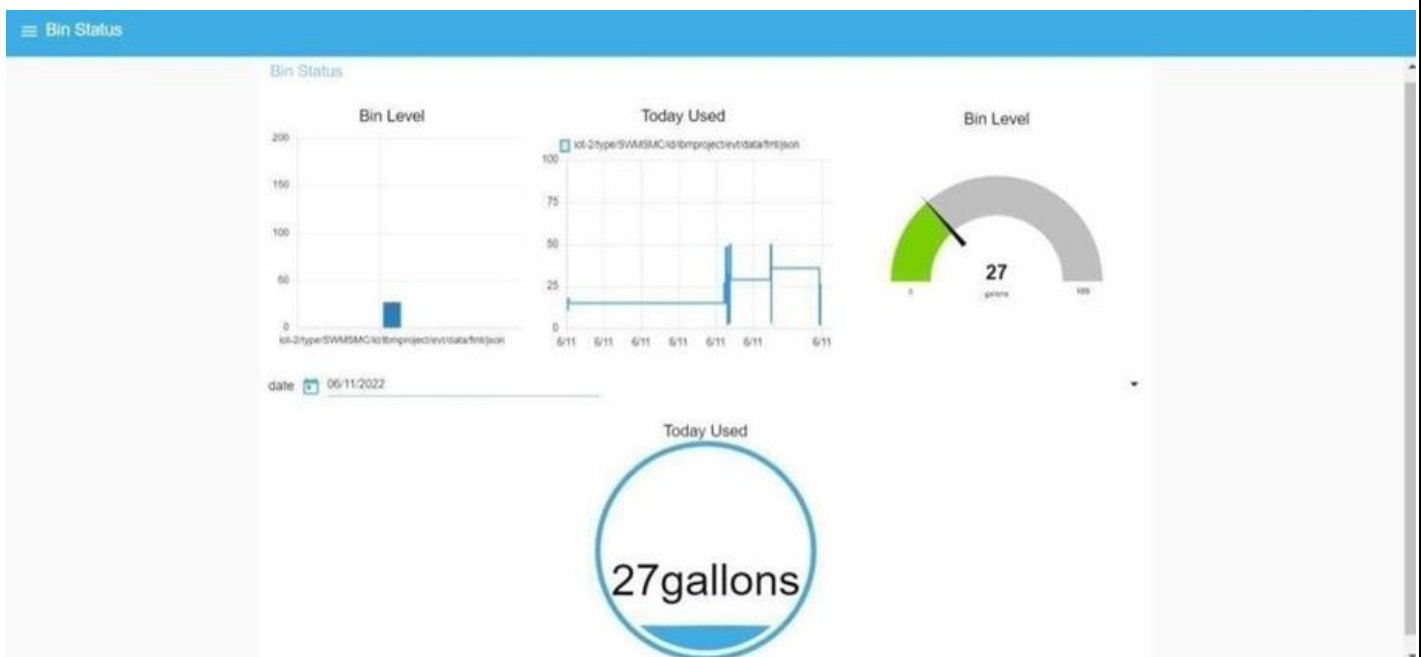 Bin Status
Bin Status
Bin Level
200
150
100
50
0
iot-2/type/SWMSMC/id/ibmproject/evt/data/fmt/json
Today Used
iot-2/type/SWMSMC/id/ibmproject/evt/data/fmt/json
100
75
50
25
0
6/11 6/11 6/11 6/11 6/11 6/11 6/11
Bin Level
27
gallons
100
date 06/11/2022
Today Used
27gallons